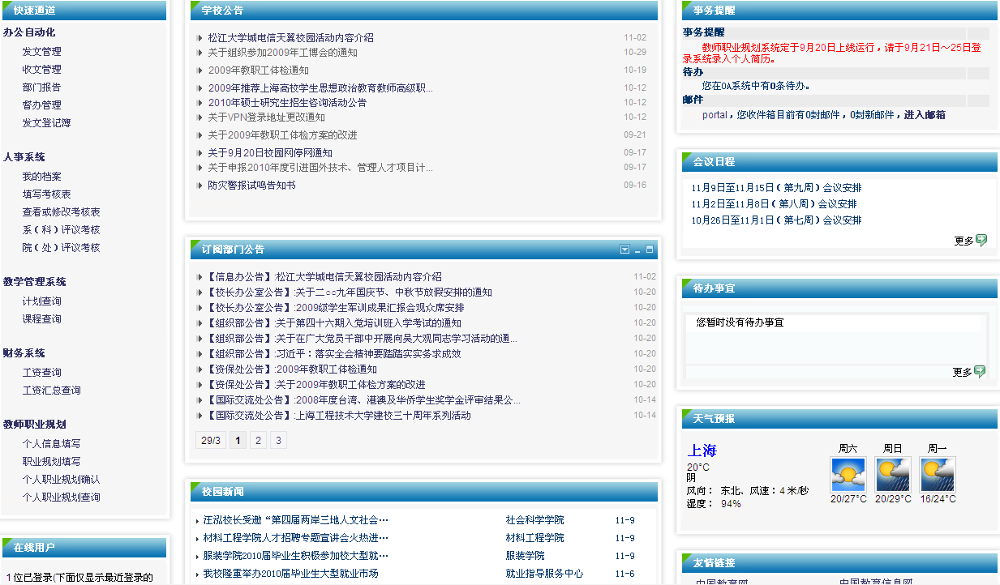 快速通道
办公自动化
发文管理
收文管理
部门报告
督办管理
发文登记簿
人事系统
我的档案
填写考核表
查看或修改考核表
系(科)评议考核
院(处)评议考核
教学管理系统
计划查询
课程查询
财务系统
工资查询
工资汇总查询
教师职业规划
个人信息填写
职业规划填写
个人职业规划确认
个人职业规划查询
在线用户
1位已登录(下面仅显示最近登录的
学校公告
松江大学城电信天翼校园活动内容介绍 11-02
关于组织参加2009年工博会的通知 10-29
2009年教职工体检通知 10-19
2009年推荐上海高校学生思想政治教育教师高级职... 10-12
2010年硕士研究生招生咨询活动公告 10-12
关于VPN登录地址更改通知 10-12
关于2009年教职工体检方案的改进 09-21
关于9月20日校园网停网通知 09-17
关于申报2010年度引进国外技术、管理人才项目计... 09-17
防灾警报试鸣告知书 09-16
订阅部门公告
【信息办公告】:松江大学城电信天翼校园活动内容介绍 11-02
【校长办公室公告】:关于二○○九年国庆节、中秋节放假安排的通知 10-20
【校长办公室公告】:2009级学生军训成果汇报会观众席安排 10-20
【组织部公告】:关于第四十六期入党培训班入学考试的通知 10-20
【组织部公告】:关于在广大党员干部中开展向吴大观同志学习活动的通... 10-20
【组织部公告】:习近平：落实全会精神要踏踏实实务求成效 10-20
【资保处公告】:2009年教职工体检通知 10-20
【资保处公告】:关于2009年教职工体检方案的改进 10-20
【国际交流处公告】:2008年度台湾、港澳及华侨学生奖学金评审结果公... 10-14
【国际交流处公告】:上海工程技术大学建校三十周年系列活动 10-14
29/3 1 2 3
校园新闻
汪泓校长受邀“第四届两岸三地人文社会… 社会科学学院 11-9
材料工程学院人才招聘专题宣讲会火热进… 材料工程学院 11-9
服装学院2010届毕业生积极参加校大型就… 服装学院 11-9
我校隆重举办2010届毕业生大型就业市场 就业指导服务中心 11-6
事务提醒
事务提醒
教师职业规划系统定于9月20日上线运行，请于9月21日～25日登
录系统录入个人简历。
待办
您在OA系统中有0条待办。
邮件
portal，您收件箱目前有0封邮件，0封新邮件，进入邮箱
会议日程
11月9日至11月15日(第九周)会议安排
11月2日至11月8日(第八周)会议安排
10月26日至11月1日(第七周)会议安排
更多
待办事宜
您暂时没有待办事宜
更多
天气预报
上海
20°C
阴
风向： 东北、风速：4 米/秒
湿度： 94%
周六 周日 周一
20/27°C 20/29°C 16/24°C
友情链接
中国教育网 中国教育信息网